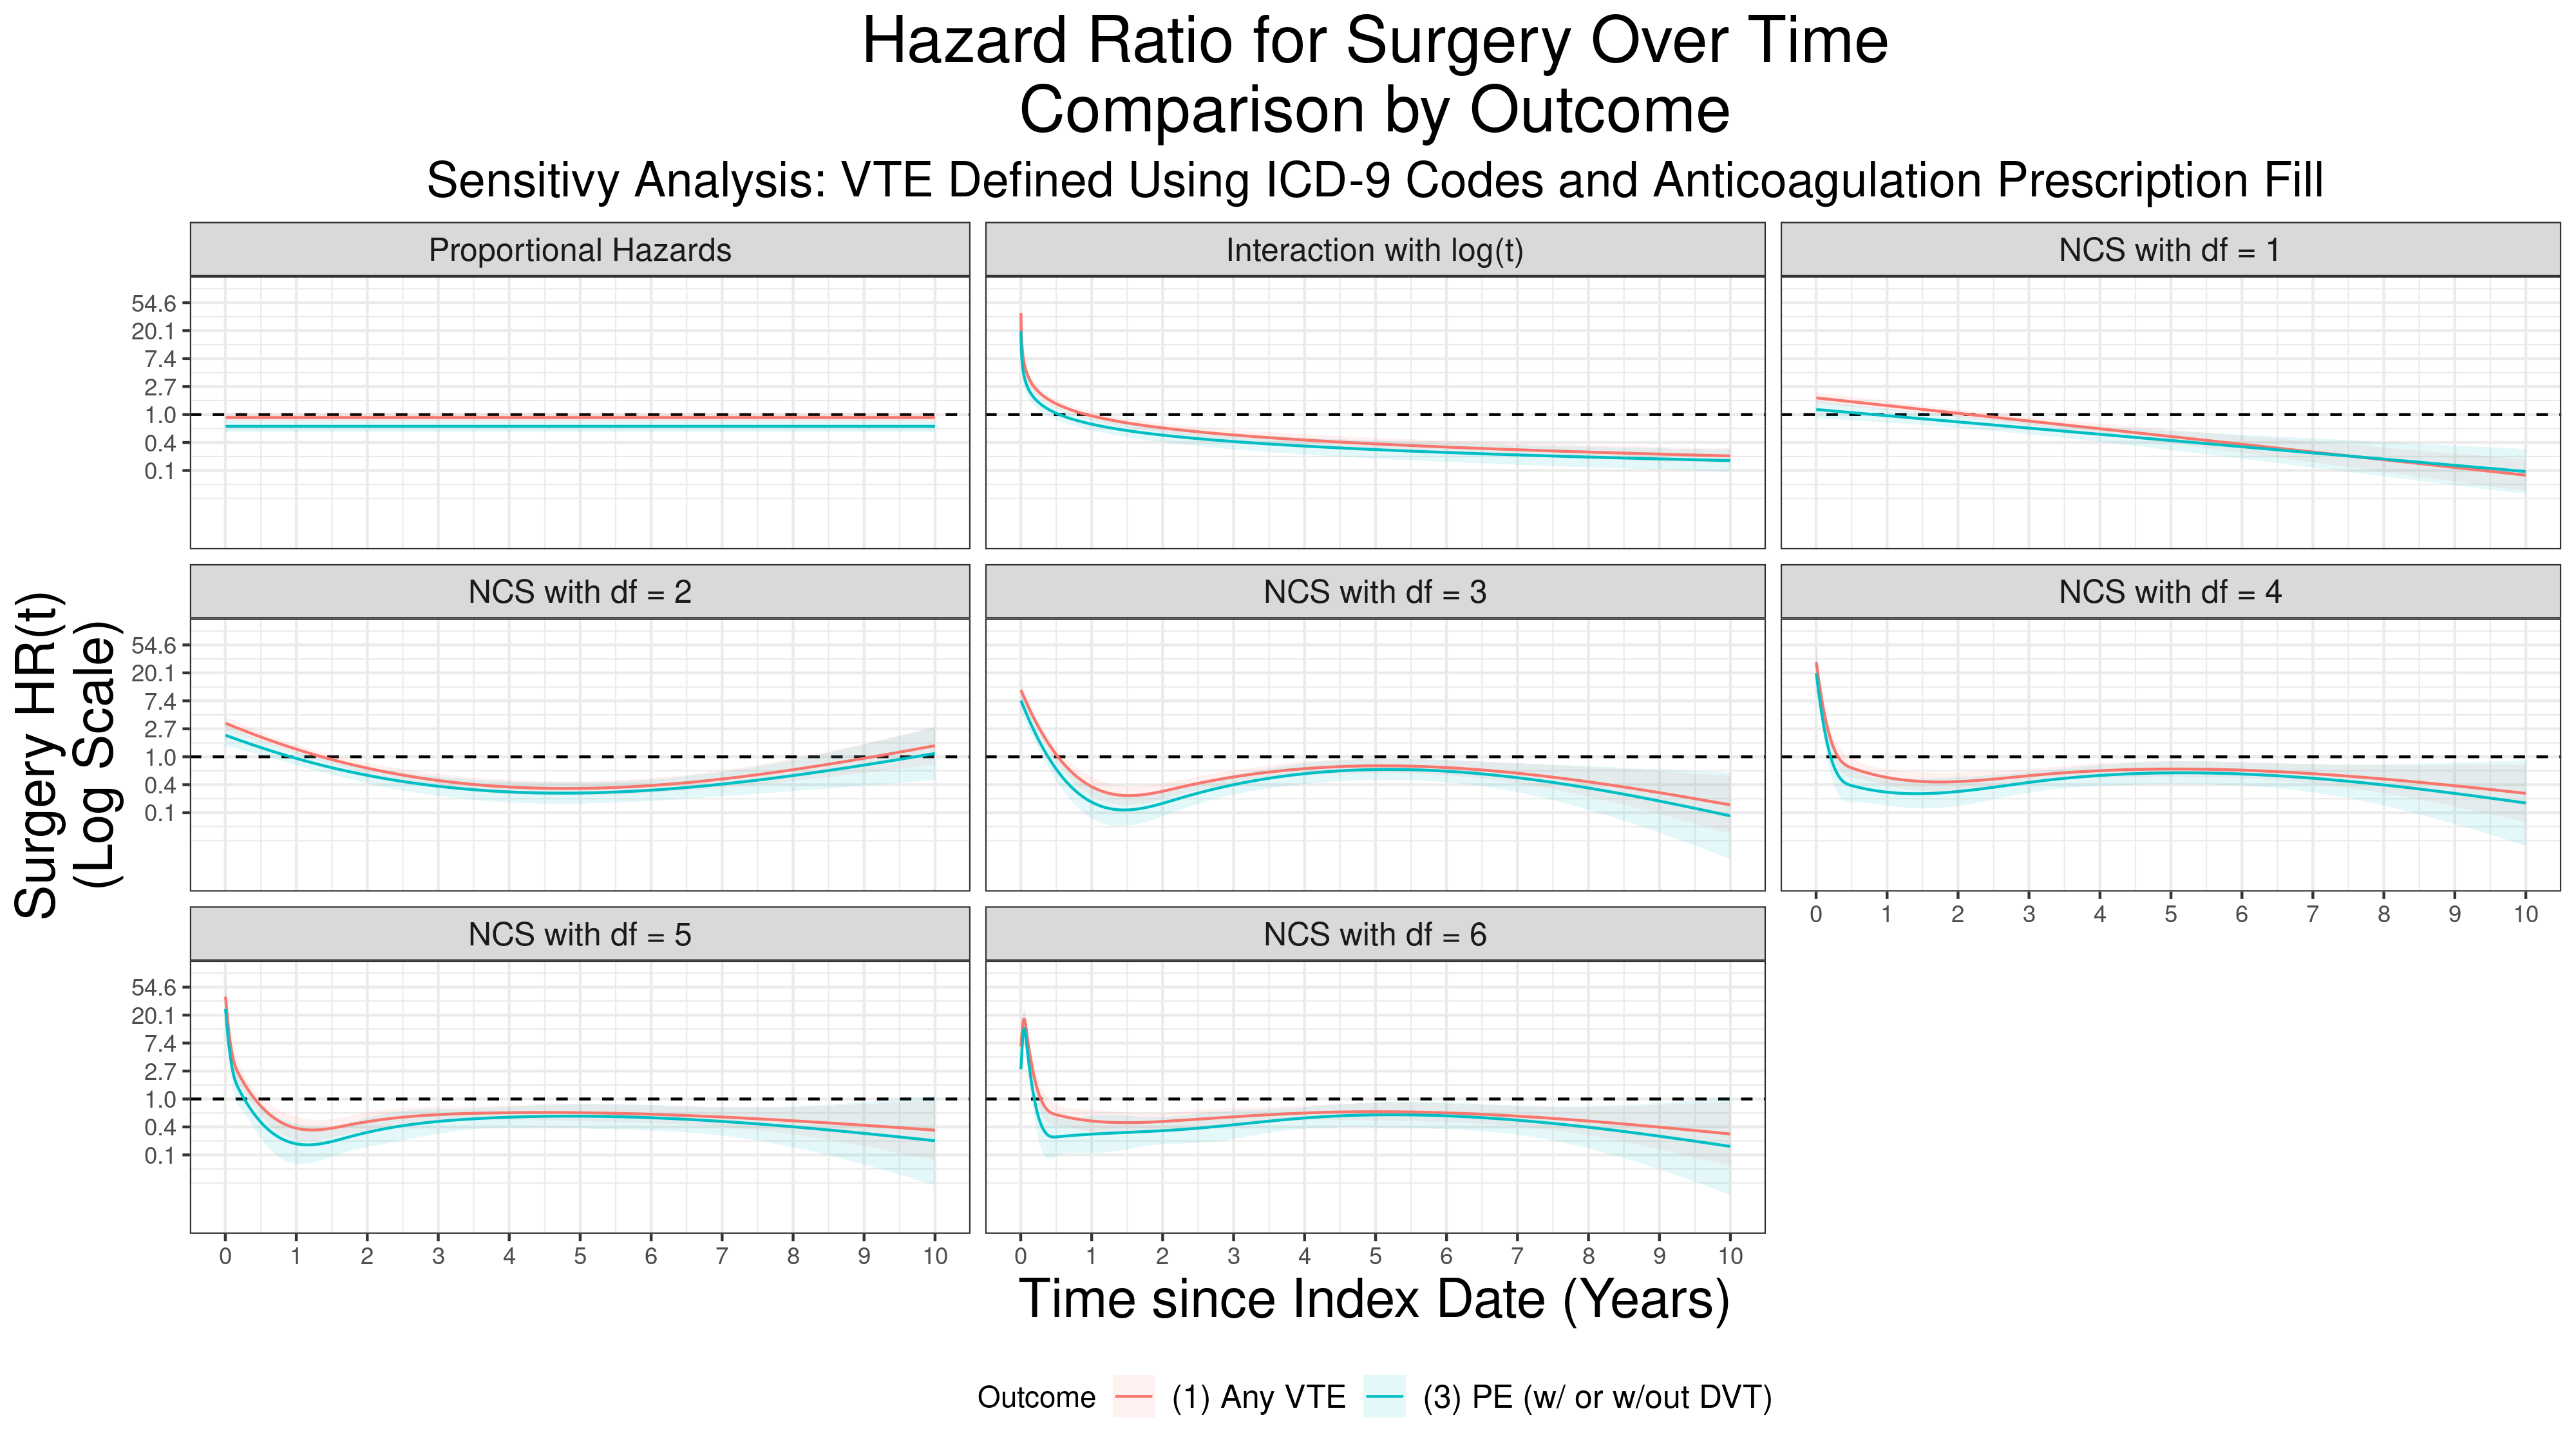 Hazard Ratio for Surgery Over Time
Comparison by Outcome
Sensitivy Analysis: VTE Defined Using ICD-9 Codes and Anticoagulation Prescription Fill
Proportional Hazards
Interaction with log(t)
NCS with df = 1
54.6
20.1
7.4
2.7
1.0
0.4
0.1
NCS with df = 2
NCS with df = 3
NCS with df = 4
54.6
20.1
7.4
2.7
1.0
0.4
0.1
0 1 2 3 4 5 6 7 8 9 10
NCS with df = 5
NCS with df = 6
54.6
20.1
7.4
2.7
1.0
0.4
0.1
0 1 2 3 4 5 6 7 8 9 10
0 1 2 3 4 5 6 7 8 9 10
Surgery HR(t)
(Log Scale)
Time since Index Date (Years)
Outcome (1) Any VTE (3) PE (w/ or w/out DVT)